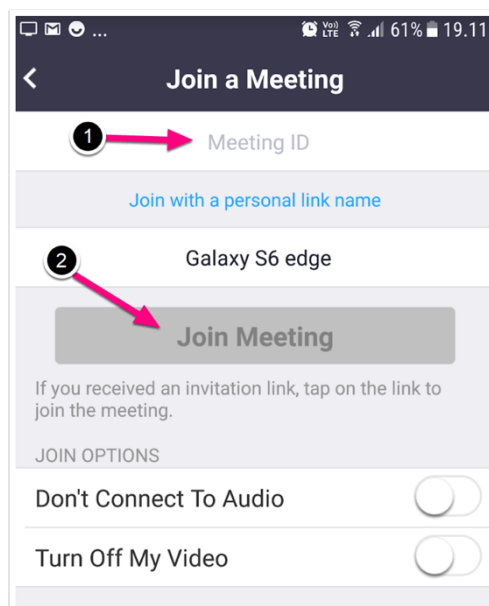 Vo)) LTE 61% 19.11
Join a Meeting
1
Meeting ID
Join with a personal link name
2
Galaxy S6 edge
Join Meeting
If you received an invitation link, tap on the link to
join the meeting.
JOIN OPTIONS
Don't Connect To Audio
Turn Off My Video